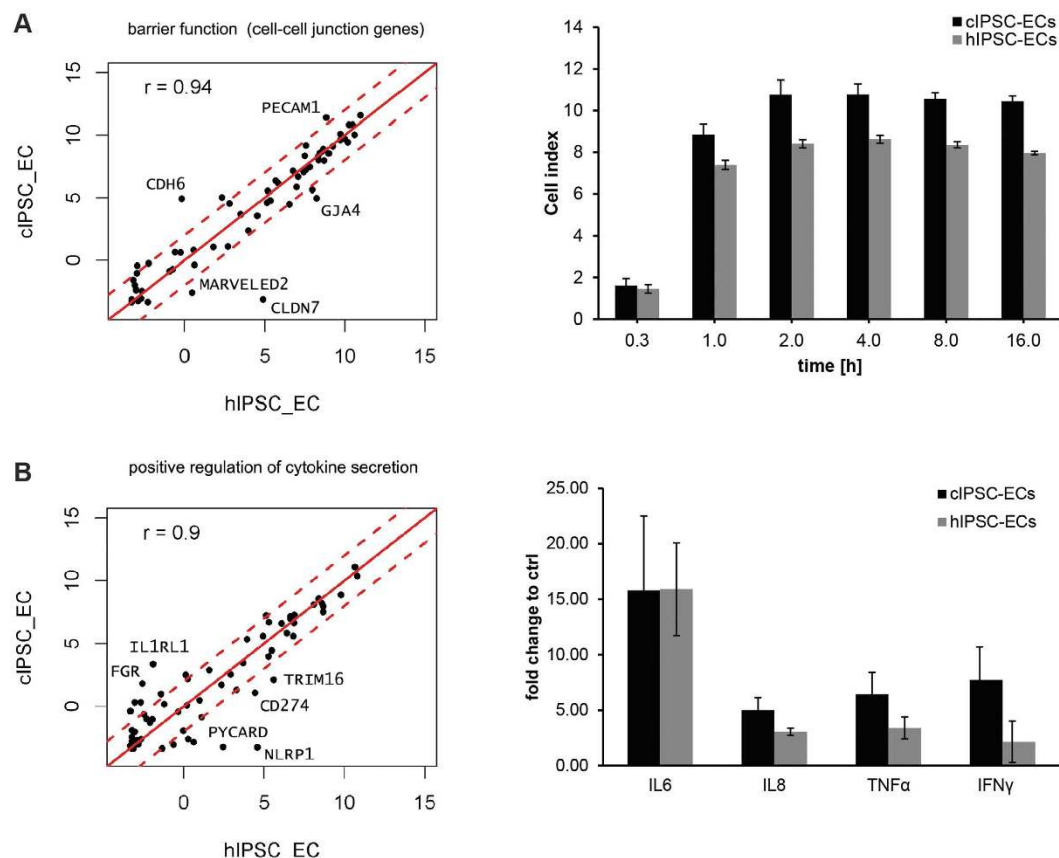 A
barrier function (cell-cell junction genes)
r = 0.94
PECAM1
CDH6
GJA4
MARVELED2
CLDN7
15
10
5
0
cIPSC_EC
0 5 10 15
hIPSC_EC
cIPSC-ECs
hIPSC-ECs
14
12
10
8
6
4
2
0
Cell index
0.3 1.0 2.0 4.0 8.0 16.0
time [h]
B
positive regulation of cytokine secretion
r = 0.9
IL1RL1
FGR
TRIM16
CD274
PYCARD
NLRP1
15
10
5
0
cIPSC_EC
0 5 10 15
hIPSC_EC
cIPSC-ECs
hIPSC-ECs
25.00
20.00
15.00
10.00
5.00
0.00
fold change to ctrl
IL6 IL8 TNFα IFNγ